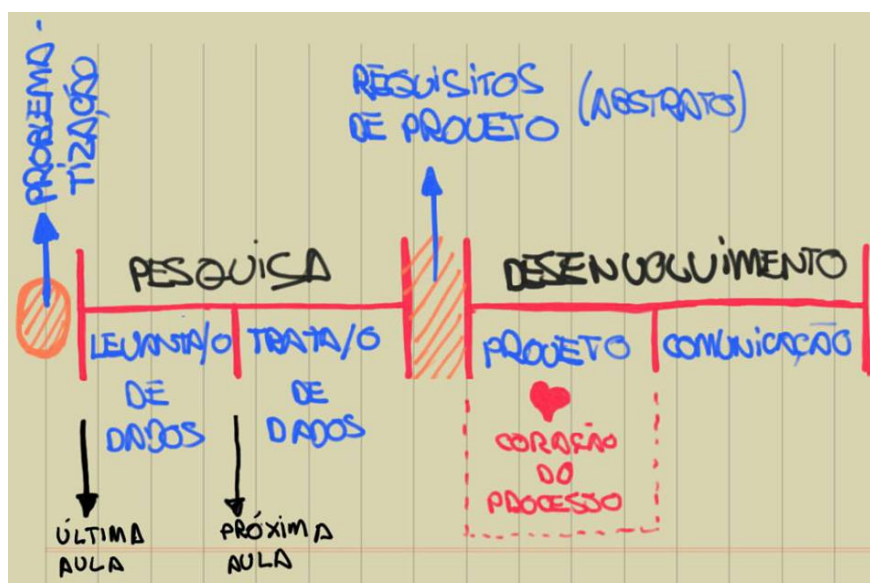 PROBLEMA-
TIZAÇÃO
REQUISITOS
DE PROJETO (ABSTRATO)
PESQUISA
DESENVOLVIMENTO
LEVANTA/O
DE
DADOS
TRATA/O
DE
DADOS
PROJETO
COMUNICAÇÃO
CORAÇÃO
DO
PROCESSO
ÚLTIMA
AULA
PRÓXIMA
AULA